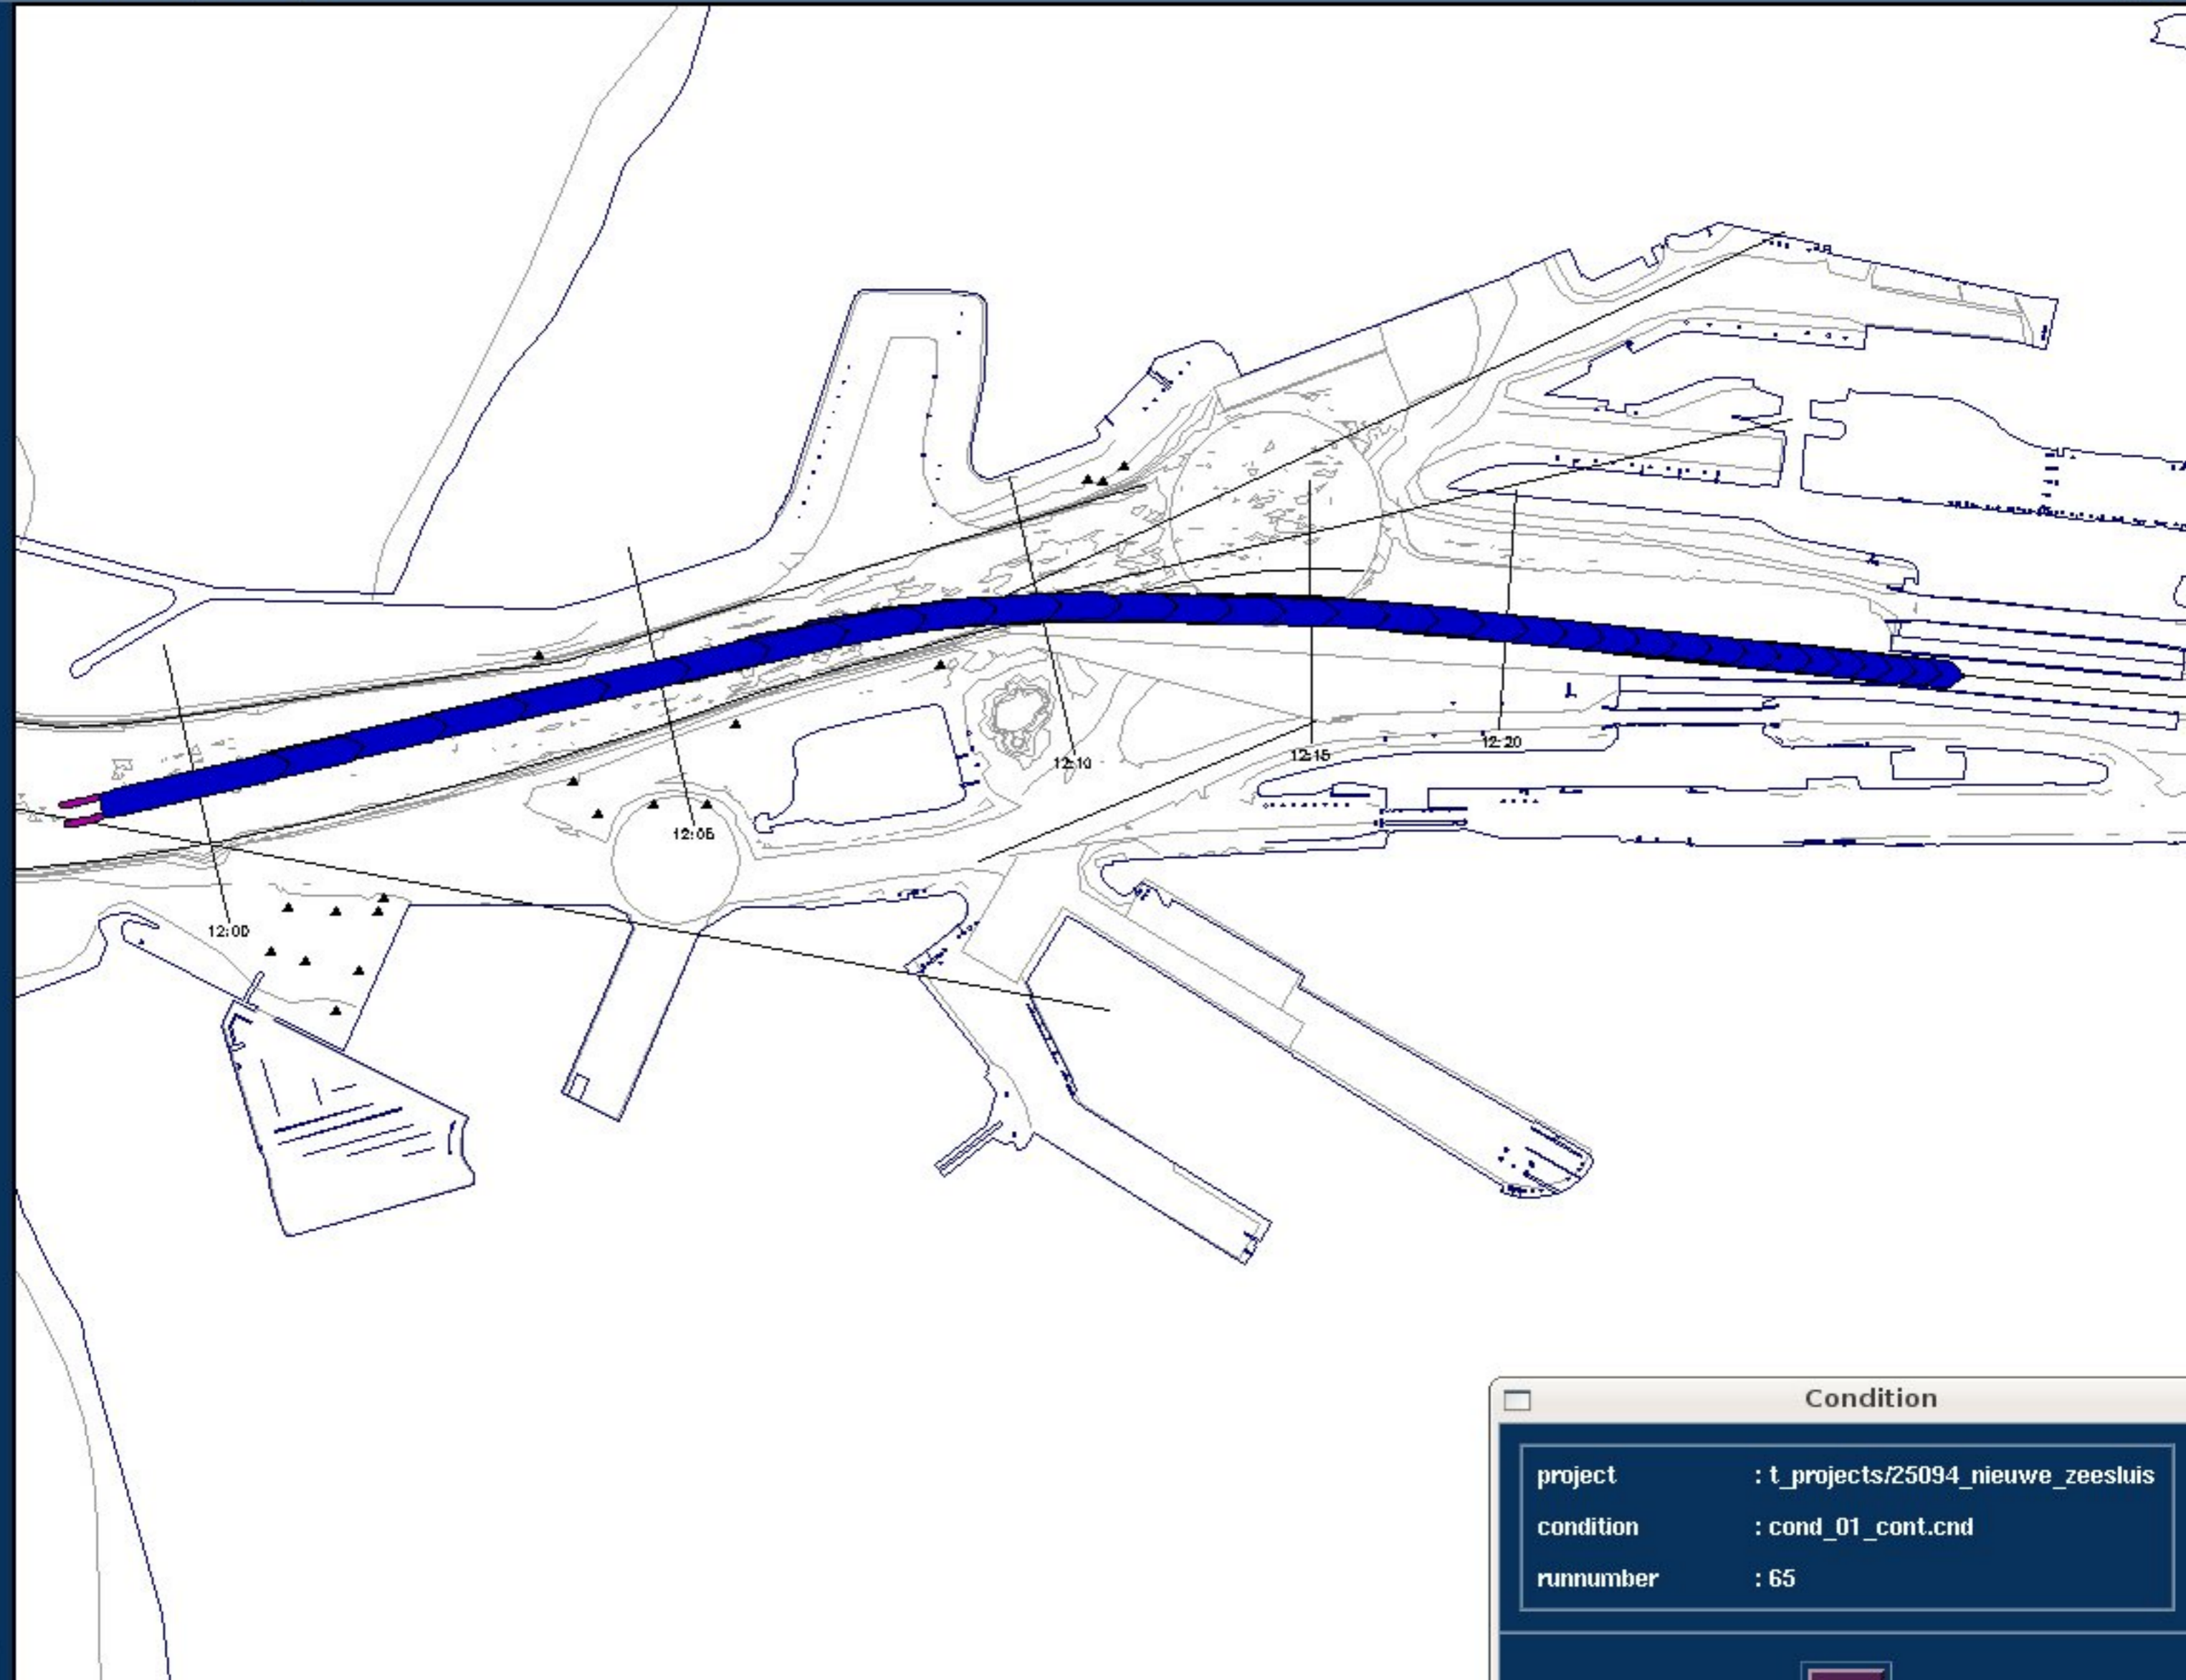 12:00
12:05
12:10
12:15
12:20
Condition
project : t_projects/25094_nieuwe_zeesluis
condition : cond_01_cont.cnd
runnumber : 65